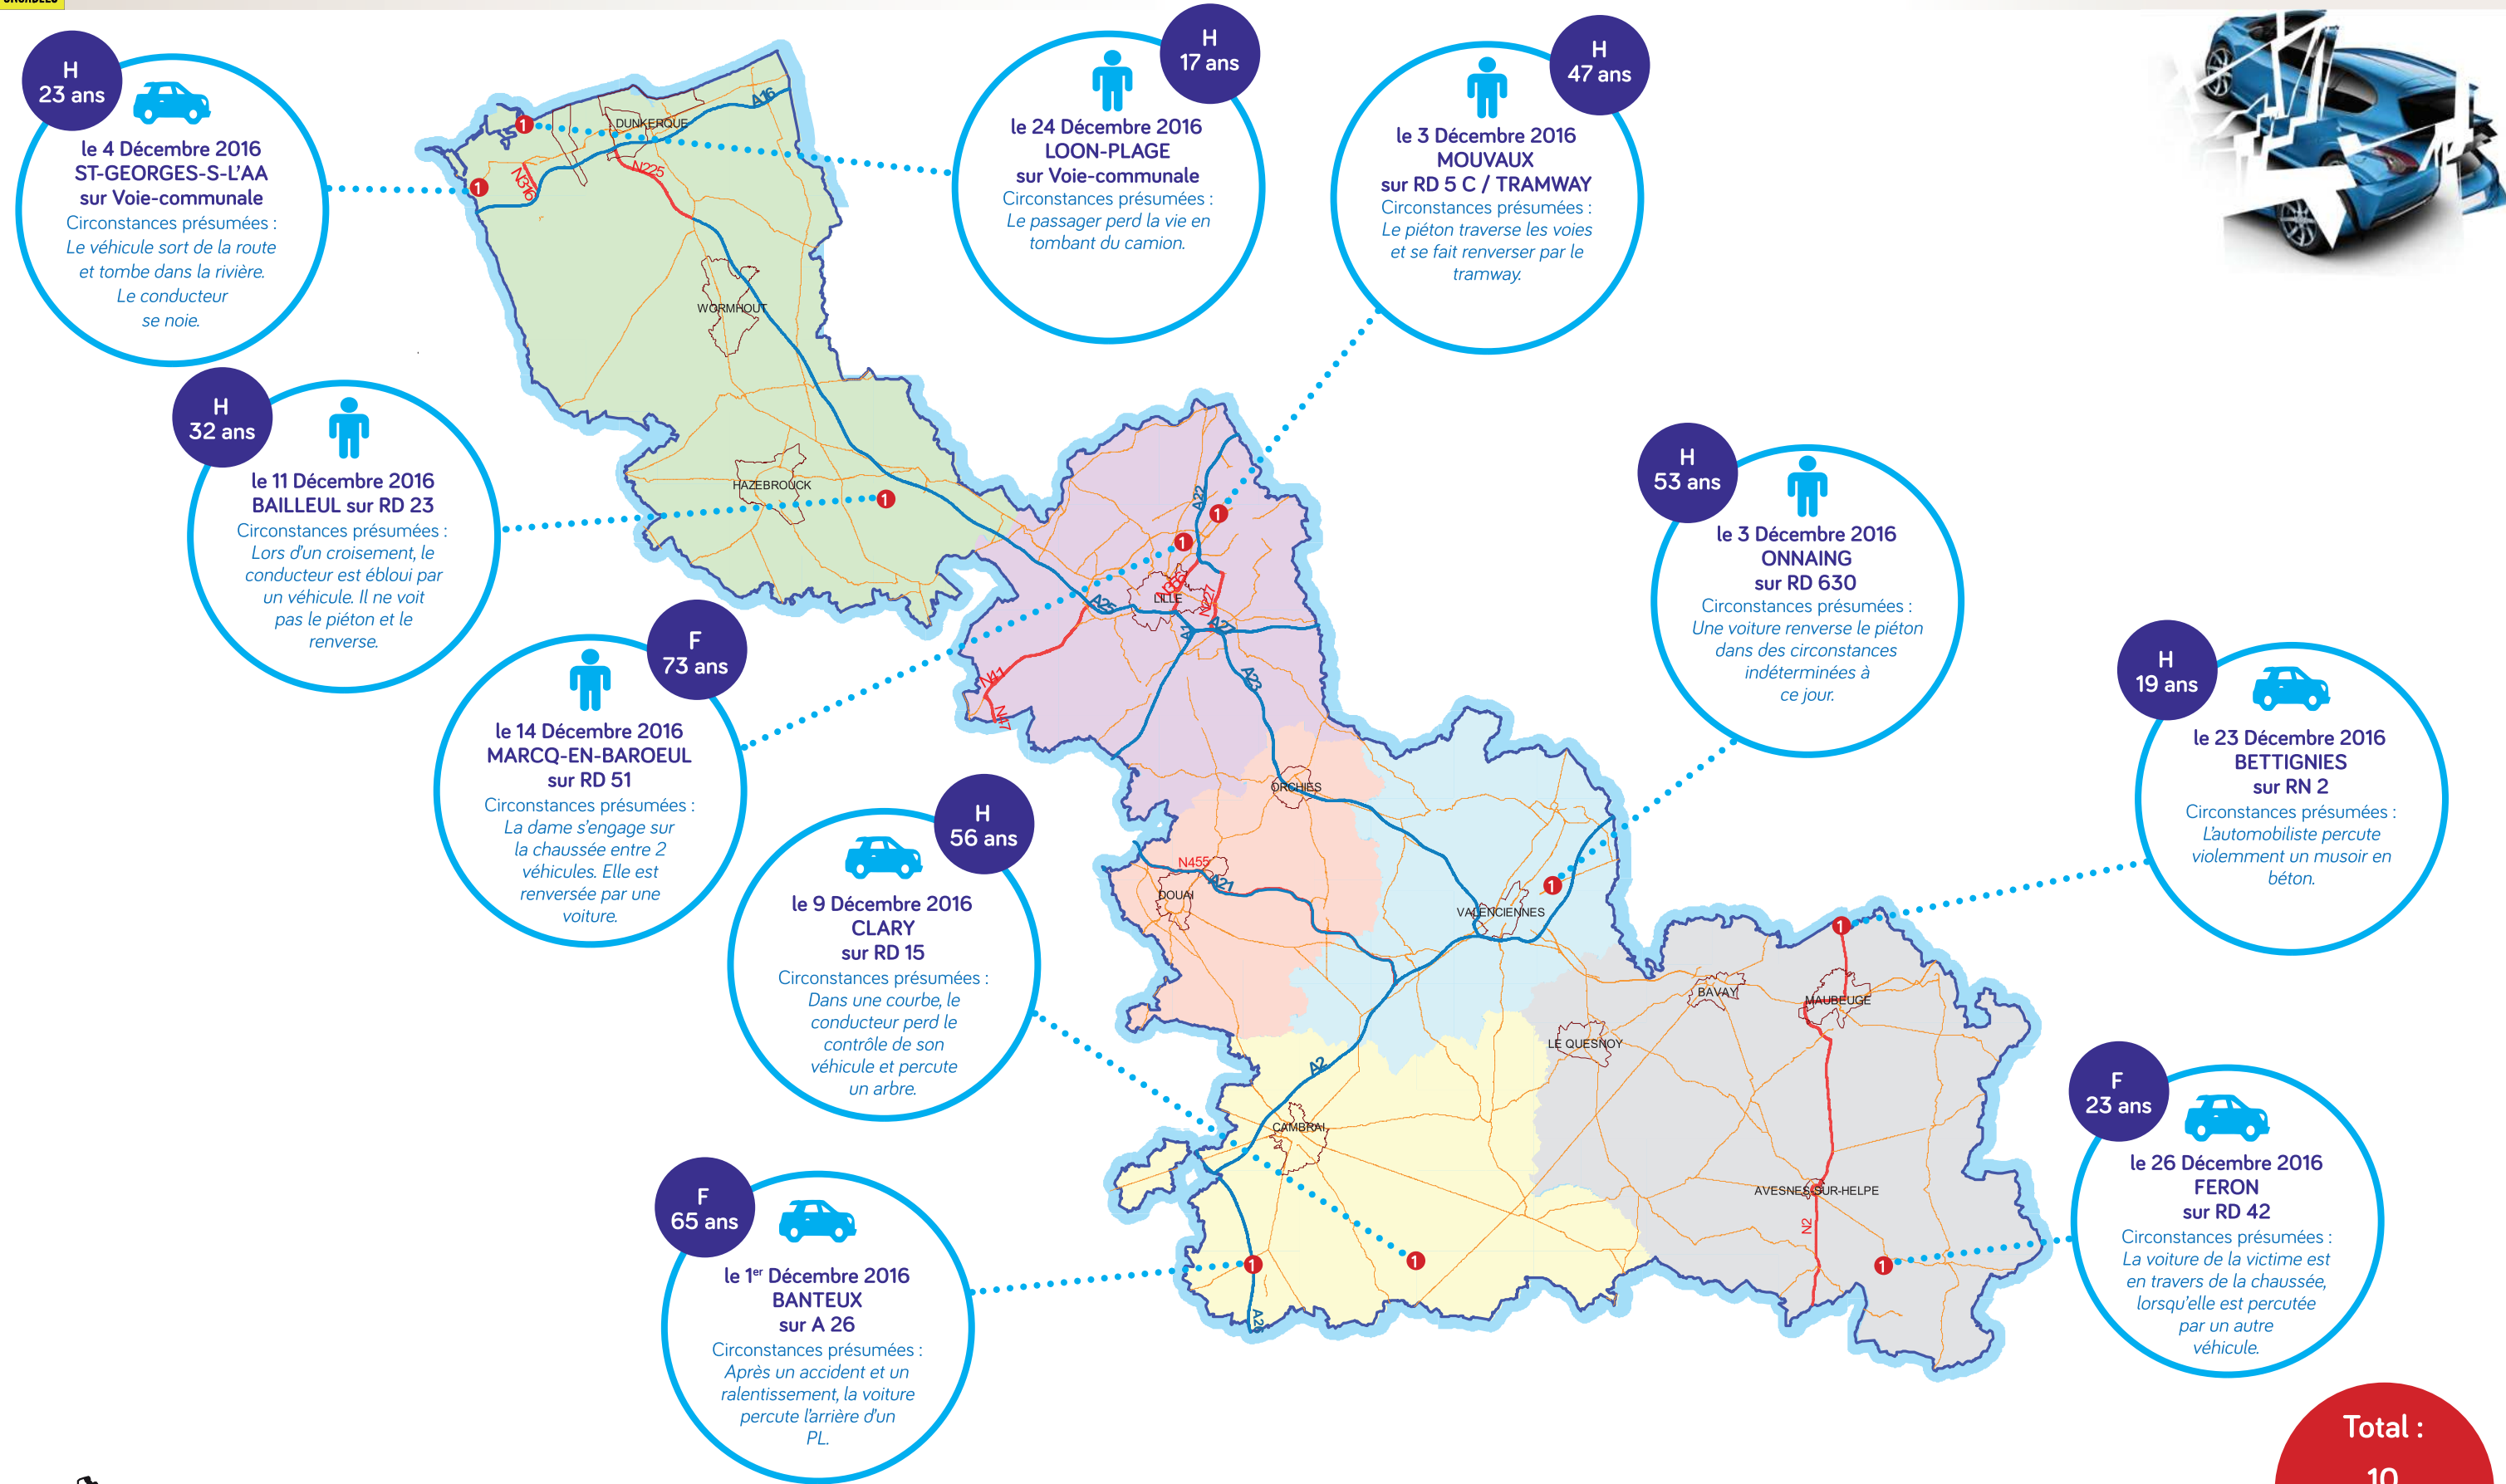 H
23 ans
le 4 Décembre 2016
ST-GEORGES-S-L'AA
sur Voie-communale
Circonstances présumées :
Le véhicule sort de la route
et tombe dans la rivière.
Le conducteur
se noie.
H
17 ans
le 24 Décembre 2016
LOON-PLAGE
sur Voie-communale
Circonstances présumées :
Le passager perd la vie en
tombant du camion.
H
47 ans
le 3 Décembre 2016
MOUVAUX
sur RD 5 C / TRAMWAY
Circonstances présumées :
Le piéton traverse les voies
et se fait renverser par le
tramway.
H
32 ans
le 11 Décembre 2016
BAILLEUL sur RD 23
Circonstances présumées :
Lors d'un croisement, le
conducteur est ébloui par
un véhicule. Il ne voit
pas le piéton et le
renverse.
H
53 ans
le 3 Décembre 2016
ONNAING
sur RD 630
Circonstances présumées :
Une voiture renverse le piéton
dans des circonstances
indéterminées à
ce jour.
F
73 ans
le 14 Décembre 2016
MARCQ-EN-BAROEUL
sur RD 51
Circonstances présumées :
La dame s'engage sur
la chaussée entre 2
véhicules. Elle est
renversée par une
voiture.
H
19 ans
le 23 Décembre 2016
BETTIGNIES
sur RN 2
Circonstances présumées :
L'automobiliste percute
violemment un musoir en
béton.
H
56 ans
le 9 Décembre 2016
CLARY
sur RD 15
Circonstances présumées :
Dans une courbe, le
conducteur perd le
contrôle de son
véhicule et percute
un arbre.
F
23 ans
le 26 Décembre 2016
FERON
sur RD 42
Circonstances présumées :
La voiture de la victime est
en travers de la chaussée,
lorsqu'elle est percutée
par un autre
véhicule.
F
65 ans
le 1er Décembre 2016
BANTEUX
sur A 26
Circonstances présumées :
Après un accident et un
ralentissement, la voiture
percute l'arrière d'un
PL.
A16
1
DUNKERQUE
N225
N316
1
WORMHOUT
HAZEBROUCK
1
A22
1
1
LILLE
N227
A25
A1
A27
A23
N41
N47
ORCHIES
N455
A21
DOUAI
1
VALENCIENNES
1
BAVAY
MAUBEUGE
LE QUESNOY
A2
CAMBRAI
AVESNES-SUR-HELPE
N2
1
1
1
A26
Total :
10